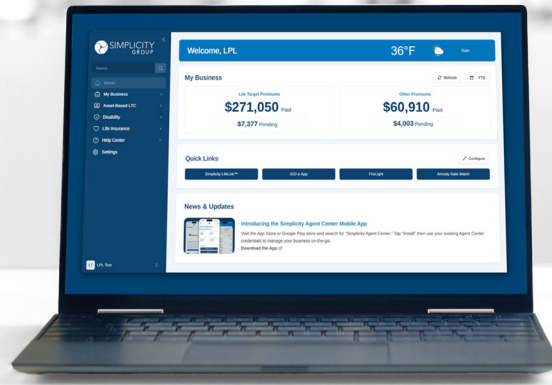 SIMPLICITY
GROUP
Search...
Home
My Business
Asset-Based LTC
Disability
Life Insurance
Help Center
Settings
LT LPL Test
Welcome, LPL
36°F
Rain
My Business
Refresh
YTD
Life Target Premiums
$271,050 Paid
$7,377 Pending
Other Premiums
$60,910 Paid
$4,003 Pending
Quick Links
Configure
Simplicity LifeLink™
iGO e-App
FireLight
Annuity Rate Watch
News & Updates
Introducing the Simplicity Agent Center Mobile App
Visit the App Store or Google Play store and search for "Simplicity Agent Center." Tap "Install" then use your existing Agent Center
credentials to manage your business on-the-go.
Download the App